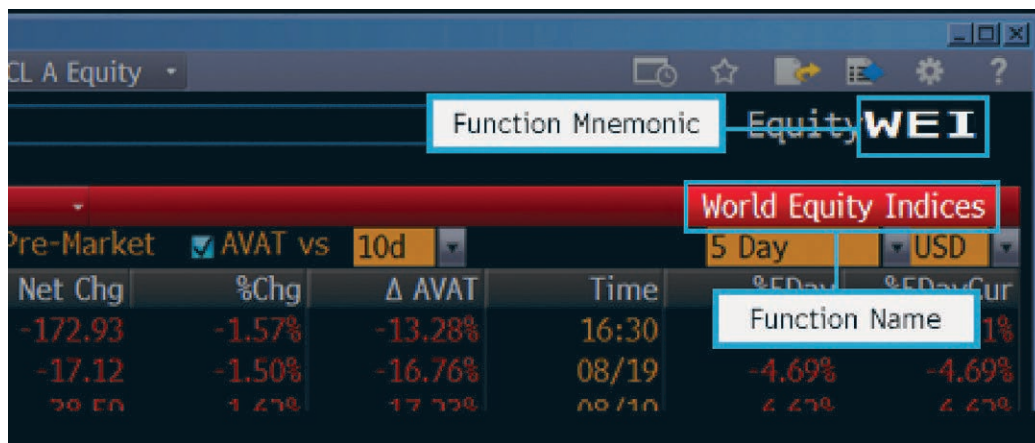 CL A Equity
?
Function Mnemonic
Equity WEI
World Equity Indices
Pre-Market AVAT vs 10d 5 Day USD
Net Chg %Chg Δ AVAT Time
Function Name
-172.93 -1.57% -13.28% 16:30 1%
-17.12 -1.50% -16.76% 08/19 -4.69% -4.69%